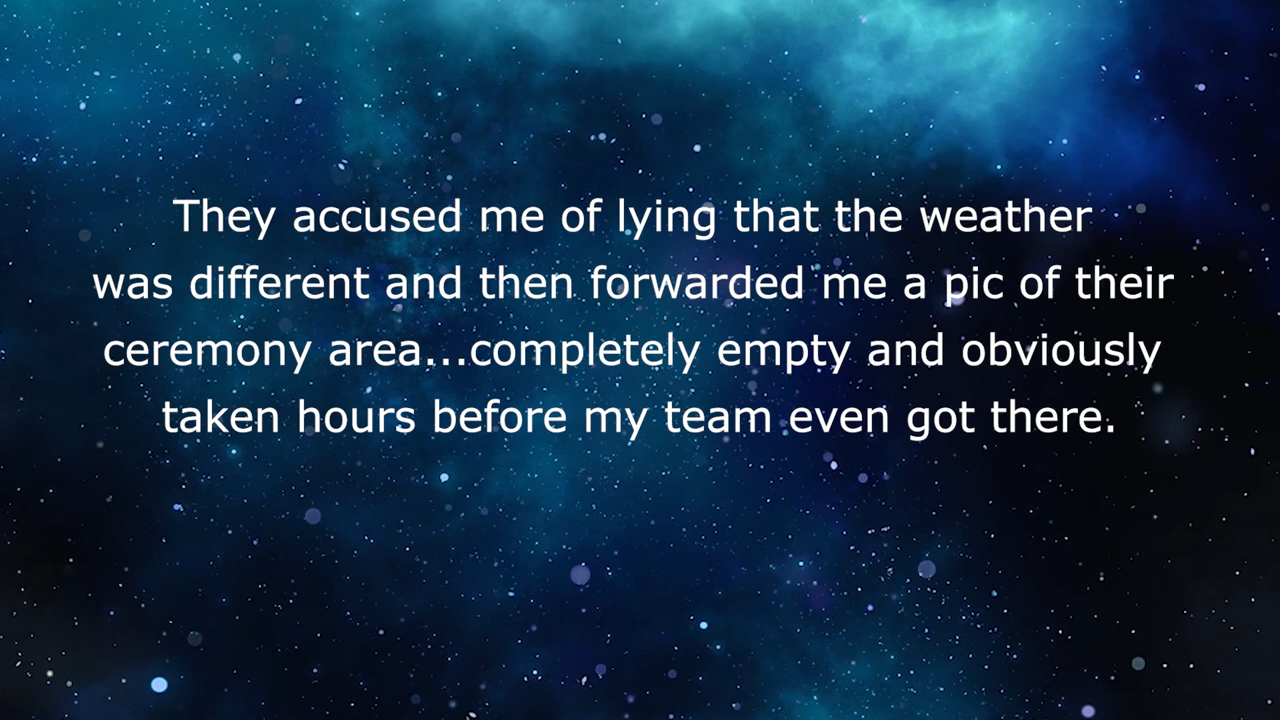 They accused me of lying that the weather
was different and then forwarded me a pic of their
ceremony area...completely empty and obviously
taken hours before my team even got there.